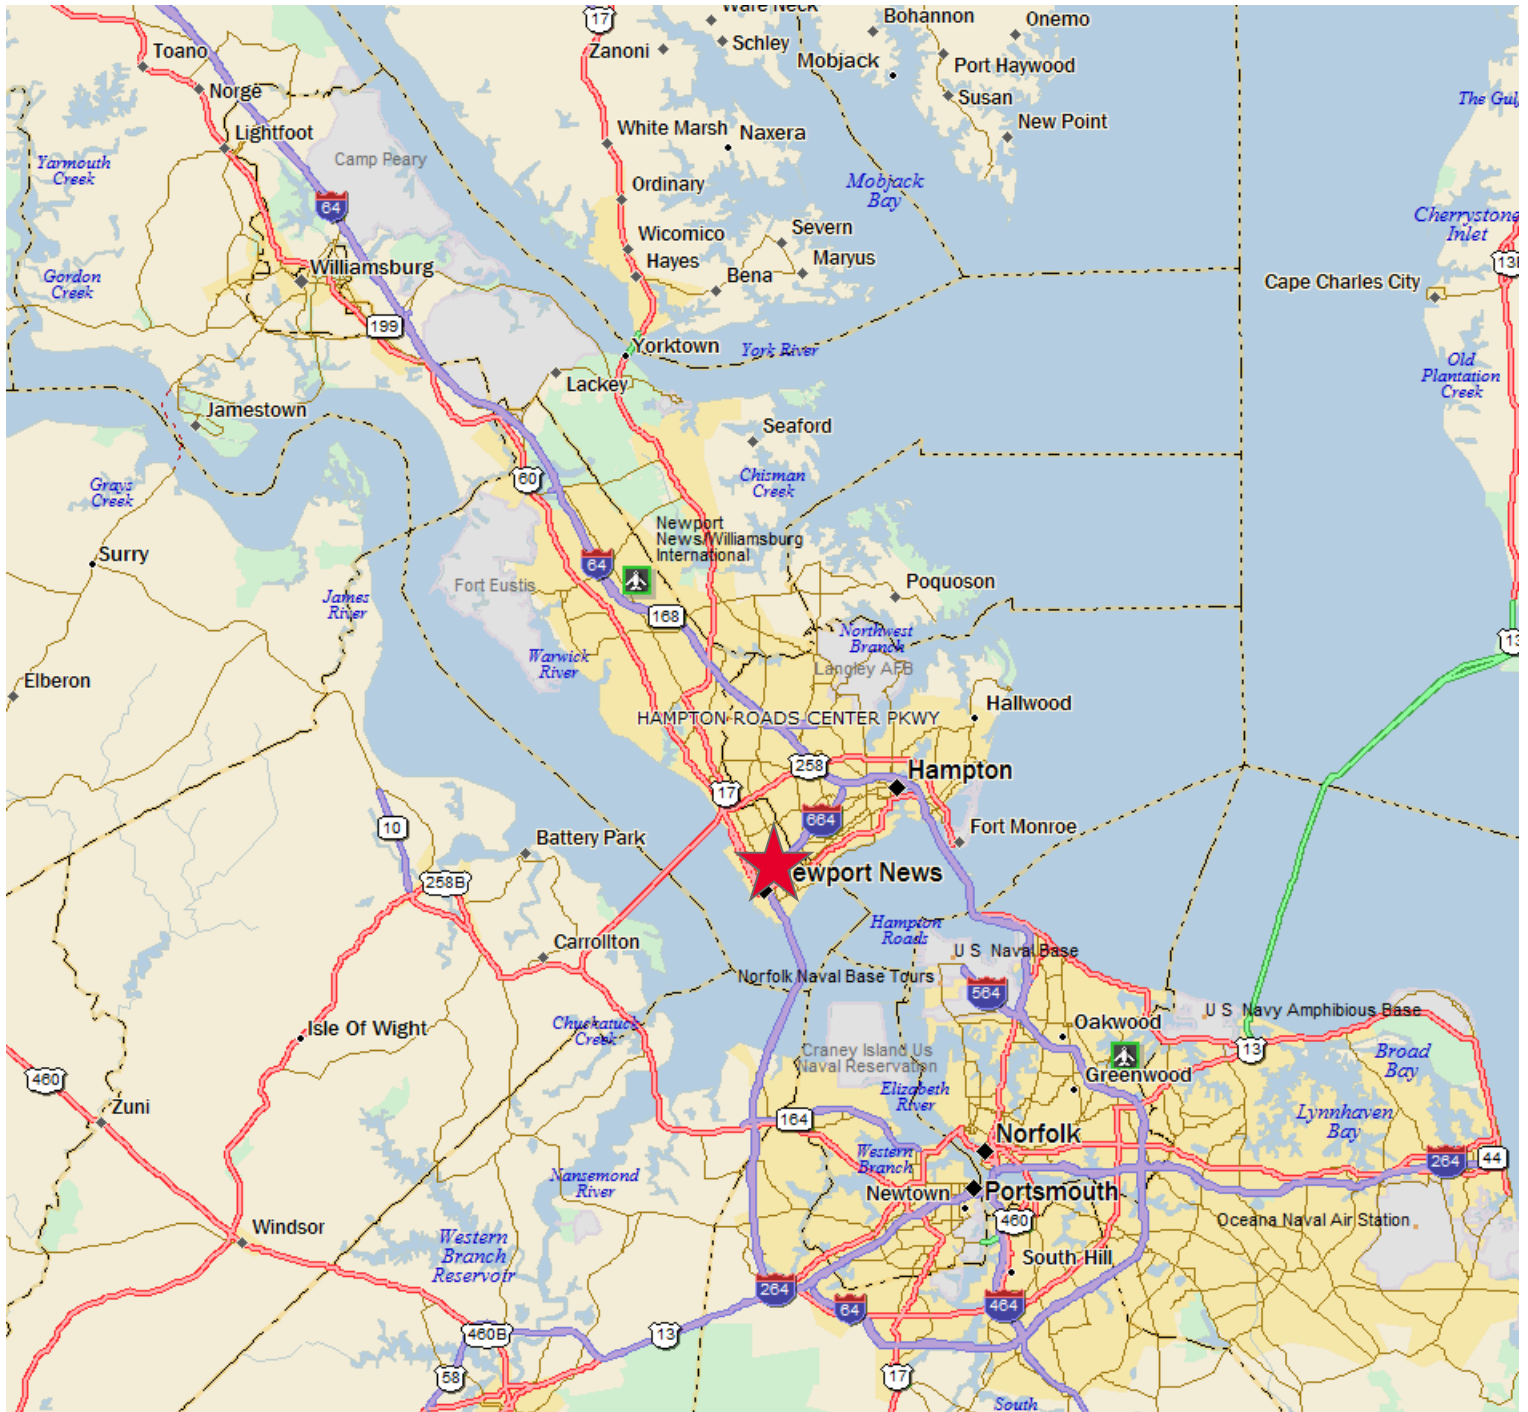 Ware Neck
17
Bohannon
Onemo
Toano
Zanoni
Schley
Mobjack
Port Haywood
Norge
Susan
The Gul
Lightfoot
White Marsh
Naxera
New Point
Camp Peary
Yarmouth
Creek
64
Ordinary
Mobjack
Bay
Cherrystone
Inlet
Wicomico
Severn
Hayes
Maryus
Williamsburg
Gordon
Creek
Bena
Cape Charles City
13
199
Yorktown
York River
Old
Plantation
Creek
Lackey
Jamestown
Seaford
Grays
Creek
60
Chisman
Creek
Newport
News/Williamsburg
International
Surry
64
Fort Eustis
Poquoson
James
River
168
Northwest
Branch
13
Warwick
River
Langley AFB
Elberon
Hallwood
HAMPTON ROADS CENTER PKWY
258
Hampton
17
10
664
Battery Park
Fort Monroe
258B
ewport News
Hampton
Roads
Carrollton
U S Naval Base
Norfolk Naval Base Tours
564
U S Navy Amphibious Base
Isle Of Wight
Chuckatuck
Creek
Oakwood
Craney Island Us
Naval Reservation
13
Broad
Bay
460
Greenwood
Zuni
Elizabeth
River
Lynnhaven
Bay
164
Norfolk
Western
Branch
264
44
Nansemond
River
Newtown
Portsmouth
460
Oceana Naval Air Station
Windsor
Western
Branch
Reservoir
South Hill
264
64
464
460B
13
58
17
South